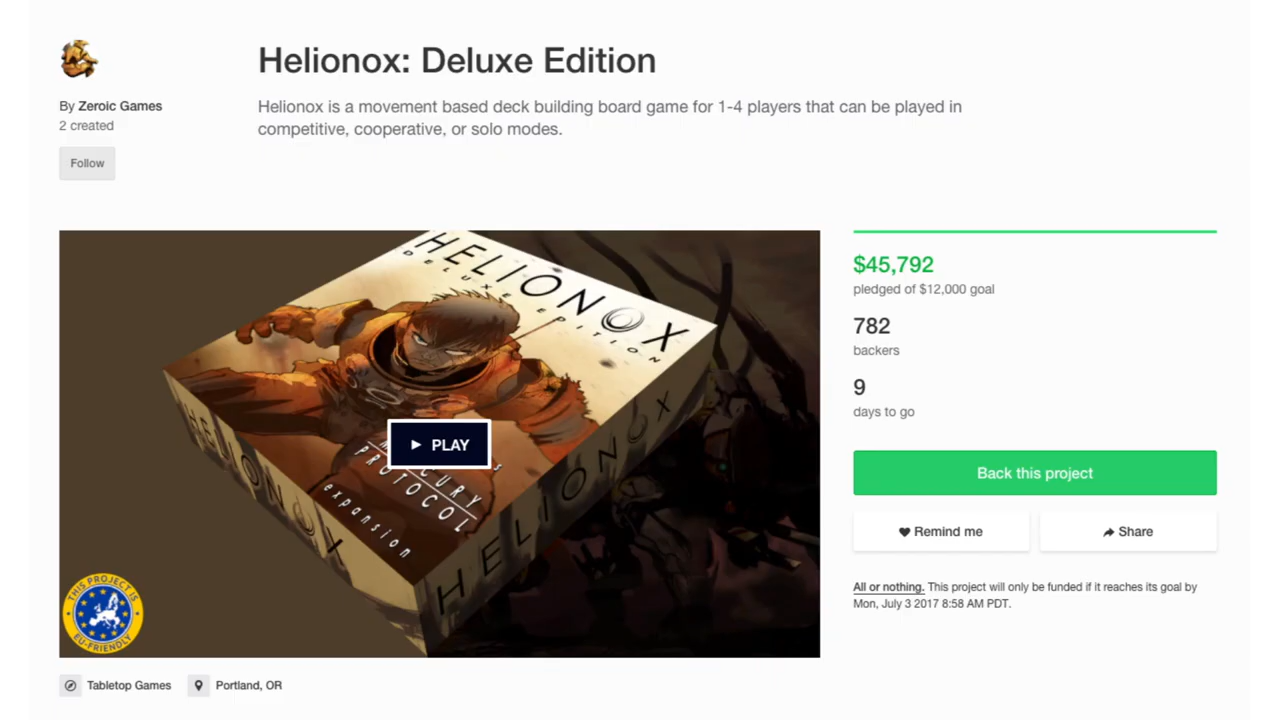 Helionox: Deluxe Edition
By Zeroic Games
2 created
Follow
Helionox is a movement based deck building board game for 1-4 players that can be played in
competitive, cooperative, or solo modes.
HELIONOX
DELUXE EDITION
PROTOCOL
expansion
HELIONOX
HELIONOX
PLAY
THIS PROJECT IS
EU-FRIENDLY
$45,792
pledged of $12,000 goal
782
backers
9
days to go
Back this project
Remind me
Share
All or nothing. This project will only be funded if it reaches its goal by
Mon, July 3 2017 8:58 AM PDT.
Tabletop Games
Portland, OR